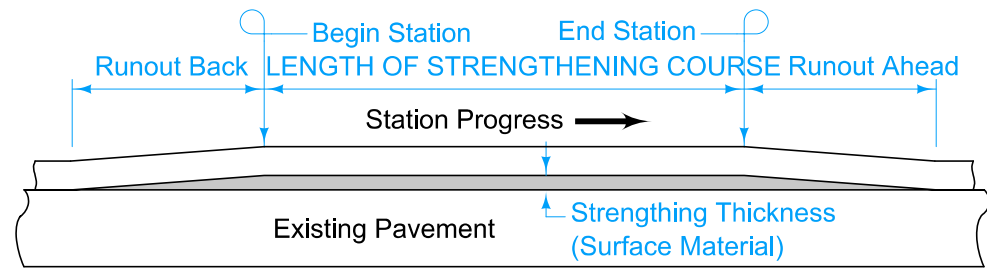 Begin Station
End Station
Runout Back
LENGTH OF STRENGTHENING COURSE
Runout Ahead
Station Progress
Strengthing Thickness
(Surface Material)
Existing Pavement